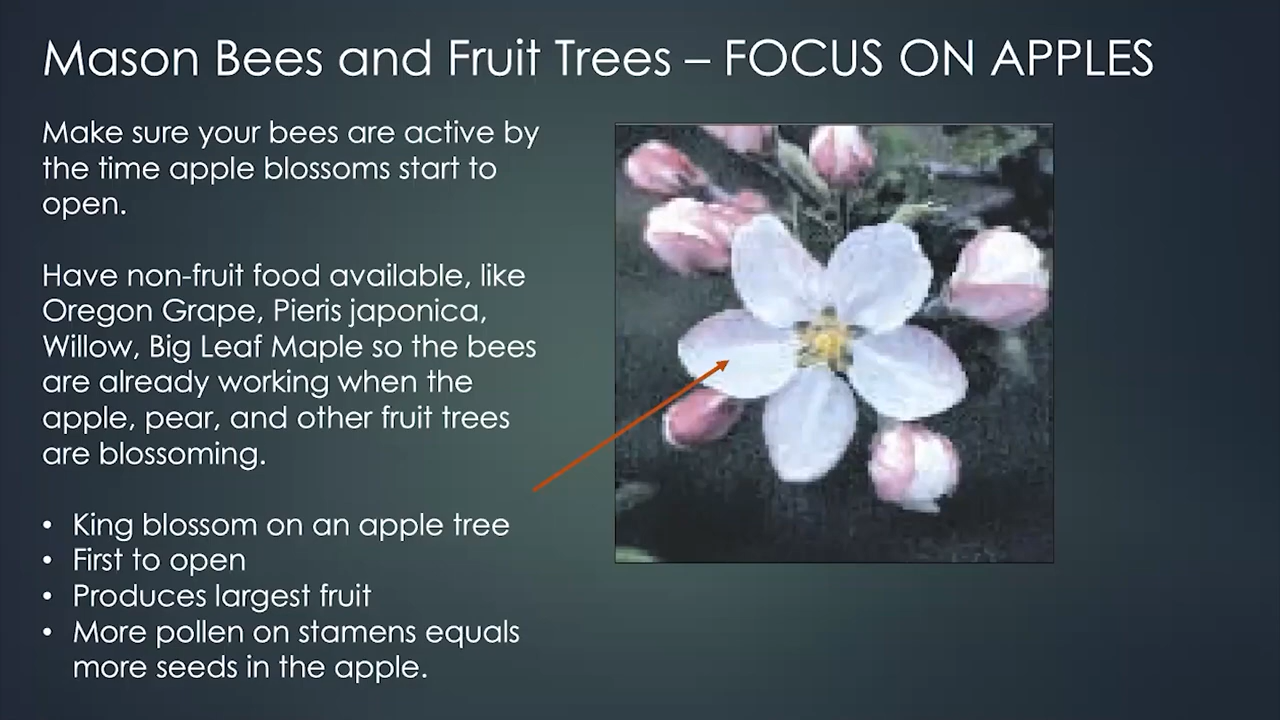 Mason Bees and Fruit Trees – FOCUS ON APPLES
Make sure your bees are active by
the time apple blossoms start to
open.
Have non-fruit food available, like
Oregon Grape, Pieris japonica,
Willow, Big Leaf Maple so the bees
are already working when the
apple, pear, and other fruit trees
are blossoming.
• King blossom on an apple tree
• First to open
• Produces largest fruit
• More pollen on stamens equals
more seeds in the apple.